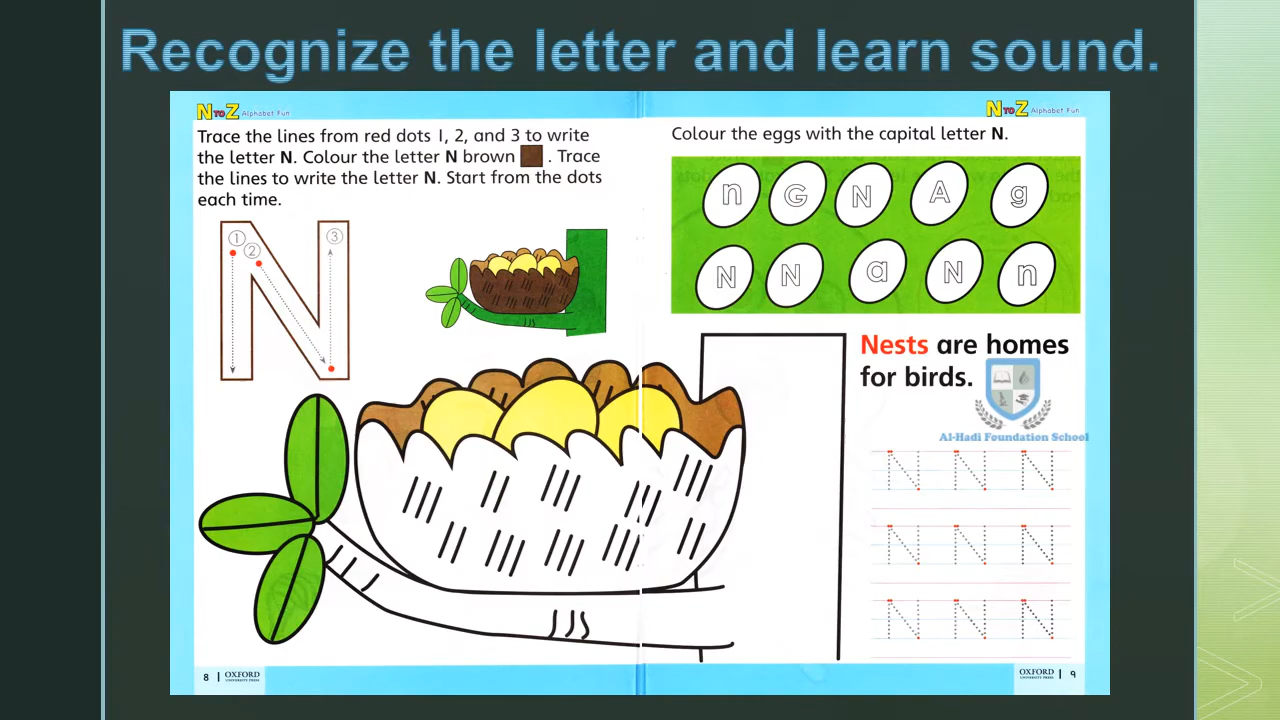 Recognize the letter and learn sound.
N TO Z Alphabet Fun
Trace the lines from red dots 1, 2, and 3 to write
the letter N. Colour the letter N brown . Trace
the lines to write the letter N. Start from the dots
each time.
N
1
2
3
8 | OXFORD
UNIVERSITY PRESS
N TO Z Alphabet Fun
Colour the eggs with the capital letter N.
n G N A g
N N a N n
Nests are homes
for birds.
Al-Hadi Foundation School
N N N
N N N
N N N
OXFORD | 9
UNIVERSITY PRESS